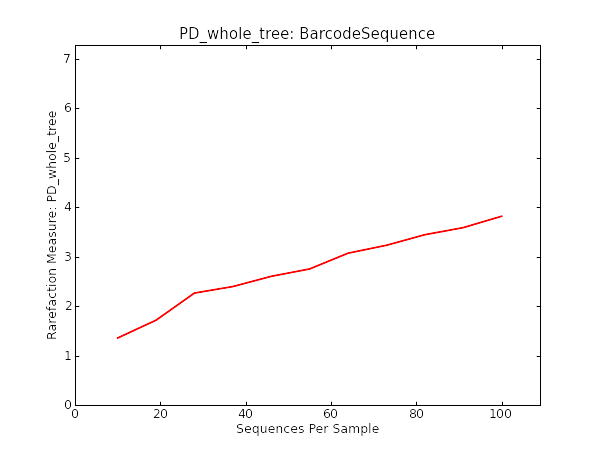 PD_whole_tree: BarcodeSequence
Rarefaction Measure: PD_whole_tree
7
6
5
4
3
2
1
0
0 20 40 60 80 100
Sequences Per Sample